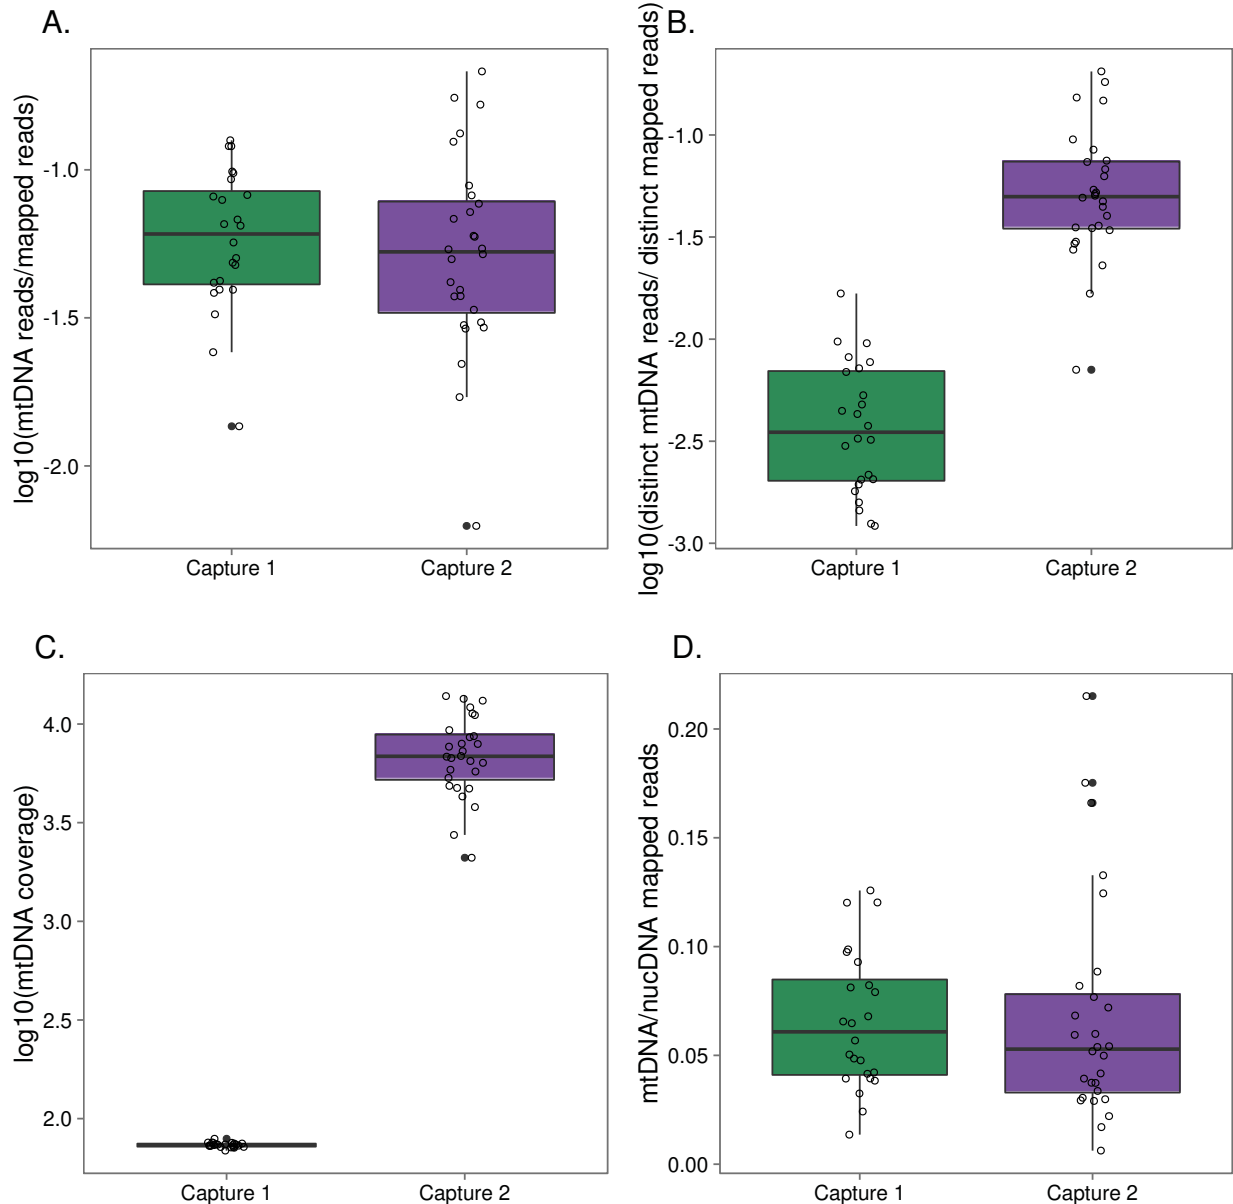 A.
log10(mtDNA reads/mapped reads)
-1.0
-1.5
-2.0
Capture 1
Capture 2
B.
log10(distinct mtDNA reads/ distinct mapped reads)
-1.0
-1.5
-2.0
-2.5
-3.0
Capture 1
Capture 2
C.
log10(mtDNA coverage)
4.0
3.5
3.0
2.5
2.0
Capture 1
Capture 2
D.
mtDNA/nucDNA mapped reads
0.20
0.15
0.10
0.05
0.00
Capture 1
Capture 2